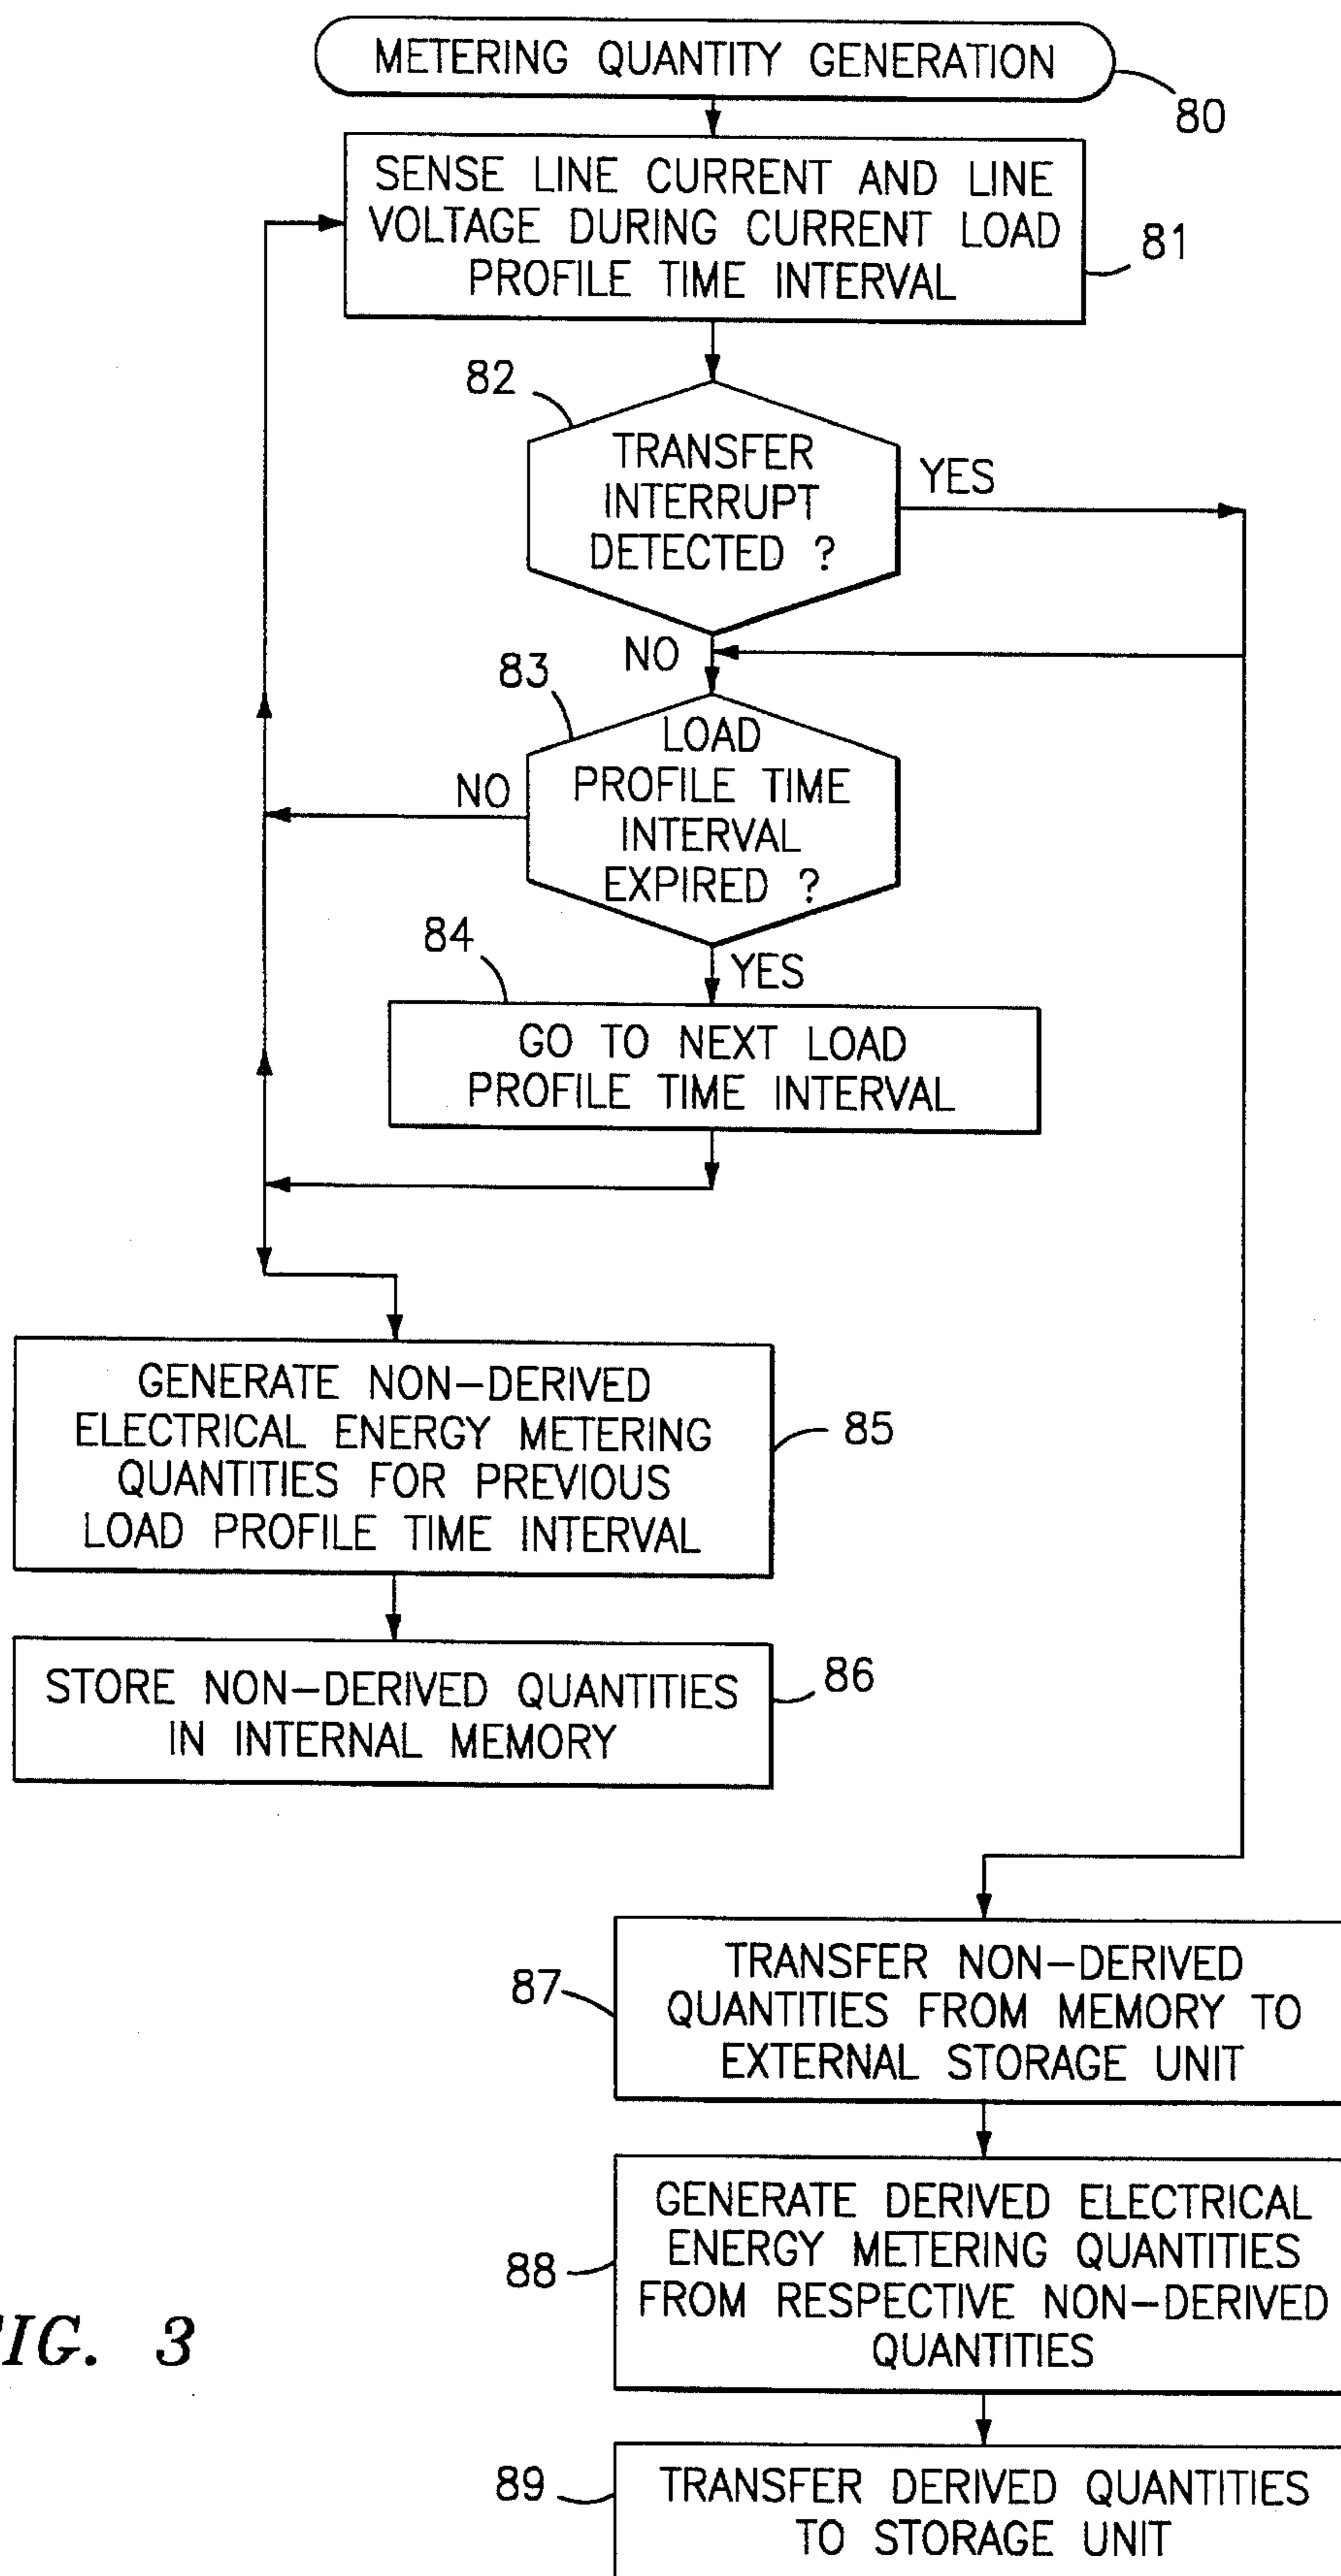 METERING QUANTITY GENERATION
80
SENSE LINE CURRENT AND LINE
VOLTAGE DURING CURRENT LOAD
PROFILE TIME INTERVAL
81
82
TRANSFER
INTERRUPT
DETECTED ?
YES
NO
83
LOAD
PROFILE TIME
INTERVAL
EXPIRED ?
NO
YES
84
GO TO NEXT LOAD
PROFILE TIME INTERVAL
GENERATE NON-DERIVED
ELECTRICAL ENERGY METERING
QUANTITIES FOR PREVIOUS
LOAD PROFILE TIME INTERVAL
85
STORE NON-DERIVED QUANTITIES
IN INTERNAL MEMORY
86
87
TRANSFER NON-DERIVED
QUANTITIES FROM MEMORY TO
EXTERNAL STORAGE UNIT
88
GENERATE DERIVED ELECTRICAL
ENERGY METERING QUANTITIES
FROM RESPECTIVE NON-DERIVED
QUANTITIES
FIG. 3
89
TRANSFER DERIVED QUANTITIES
TO STORAGE UNIT